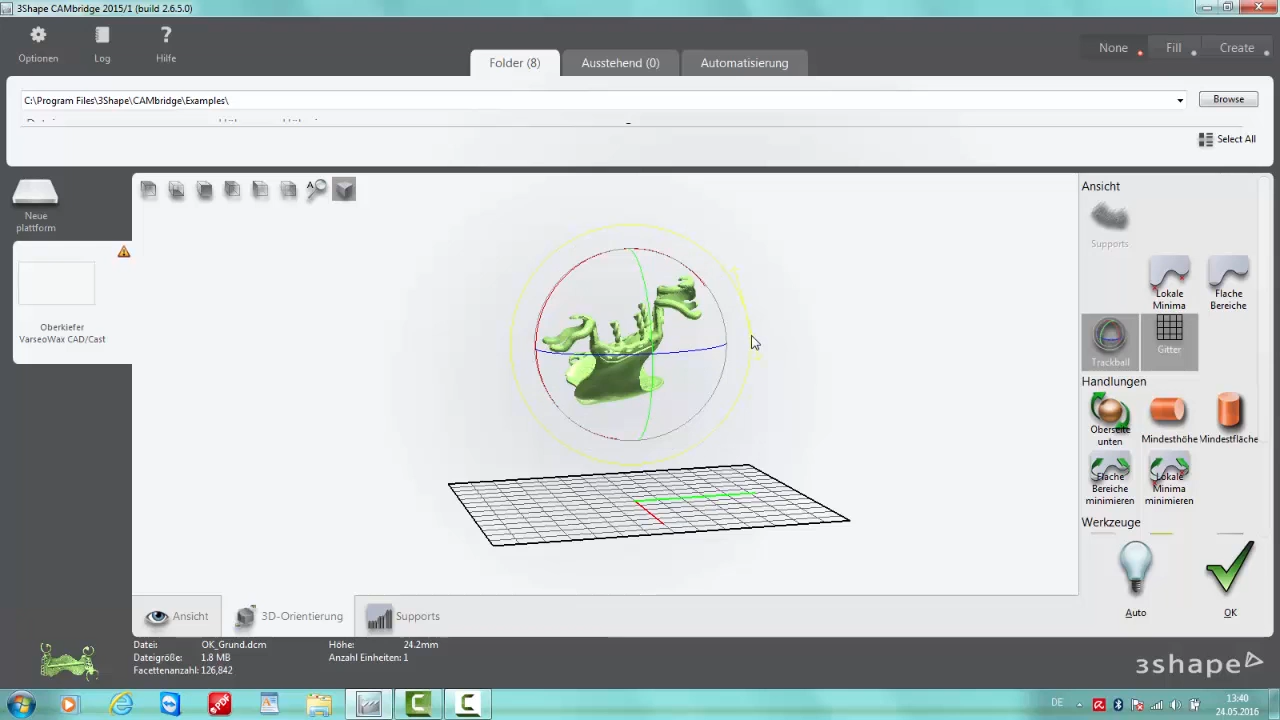 3Shape CAMbridge 2015/1 (build 2.6.5.0)
Optionen
Log
Hilfe
Folder (8)
Ausstehend (0)
Automatisierung
None
Fill
Create
C:\Program Files\3Shape\CAMbridge\Examples\
Browse
Select All
Neue
plattform
Oberkiefer
VarseoWax CAD/Cast
Ansicht
Supports
Lokale
Minima
Flache
Bereiche
Trackball
Gitter
Handlungen
Oberseite
unten
Mindesthöhe
Mindestfläche
Flache
Bereiche
minimieren
Lokale
Minima
minimieren
Werkzeuge
Auto
OK
Ansicht
3D-Orientierung
Supports
Datei: OK_Grund.dcm Höhe: 24.2mm
Dateigröße: 1.8 MB Anzahl Einheiten: 1
Facettenanzahl: 126,842
3shape
PDF
DE
13:40
24.05.2016